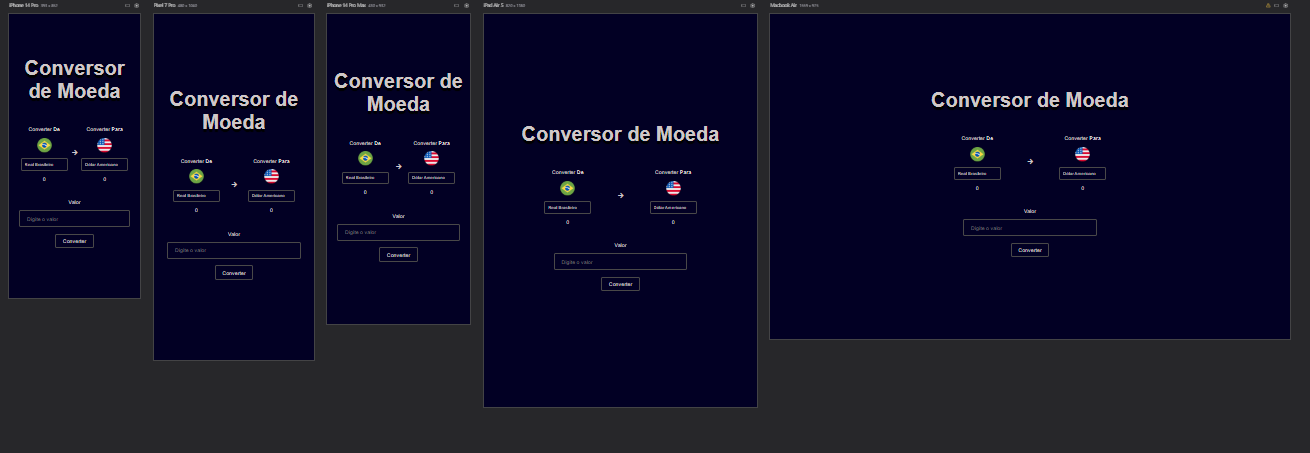 iPhone 14 Pro 393 x 852
Conversor
de Moeda
Converter De
Converter Para
Real Brasileiro
Dólar Americano
0
0
Valor
Digite o valor
Converter
Pixel 7 Pro
Conversor de
Moeda
Converter De
Converter Para
Real Brasileiro
Dólar Americano
0
0
Valor
Digite o valor
Converter
iPhone 14 Pro Max
Conversor de
Moeda
Converter De
Converter Para
Real Brasileiro
Dólar Americano
0
0
Valor
Digite o valor
Converter
iPad Air 5
Conversor de Moeda
Converter De
Converter Para
Real Brasileiro
Dólar Americano
0
0
Valor
Digite o valor
Converter
Macbook Air
Conversor de Moeda
Converter De
Converter Para
Real Brasileiro
Dólar Americano
0
0
Valor
Digite o valor
Converter